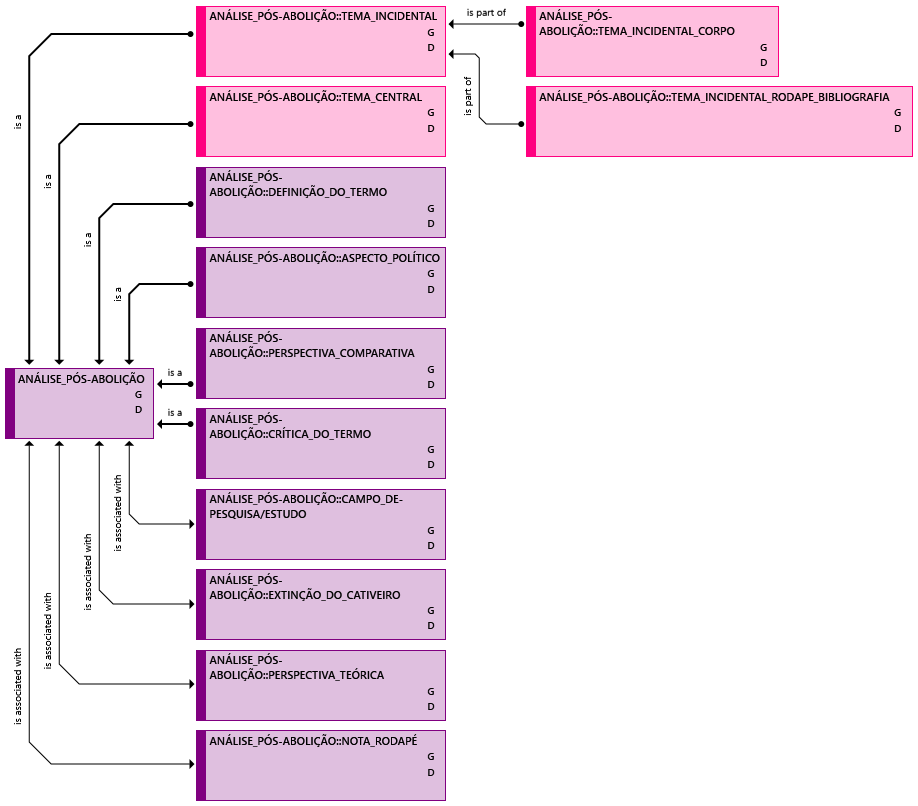 ANÁLISE_PÓS-ABOLIÇÃO::TEMA_INCIDENTAL
G
D
is part of
ANÁLISE_PÓS-
ABOLIÇÃO::TEMA_INCIDENTAL_CORPO
G
D
is part of
ANÁLISE_PÓS-ABOLIÇÃO::TEMA_INCIDENTAL_RODAPE_BIBLIOGRAFIA
G
D
is a
ANÁLISE_PÓS-ABOLIÇÃO::TEMA_CENTRAL
G
D
is a
ANÁLISE_PÓS-
ABOLIÇÃO::DEFINIÇÃO_DO_TERMO
G
D
is a
ANÁLISE_PÓS-ABOLIÇÃO::ASPECTO_POLÍTICO
G
D
is a
ANÁLISE_PÓS-
ABOLIÇÃO::PERSPECTIVA_COMPARATIVA
G
D
is a
ANÁLISE_PÓS-ABOLIÇÃO
G
D
is a
ANÁLISE_PÓS-
ABOLIÇÃO::CRÍTICA_DO_TERMO
G
D
is associated with
ANÁLISE_PÓS-ABOLIÇÃO::CAMPO_DE-
PESQUISA/ESTUDO
G
D
is associated with
ANÁLISE_PÓS-
ABOLIÇÃO::EXTINÇÃO_DO_CATIVEIRO
G
D
is associated with
ANÁLISE_PÓS-
ABOLIÇÃO::PERSPECTIVA_TEÓRICA
G
D
is associated with
ANÁLISE_PÓS-ABOLIÇÃO::NOTA_RODAPÉ
G
D